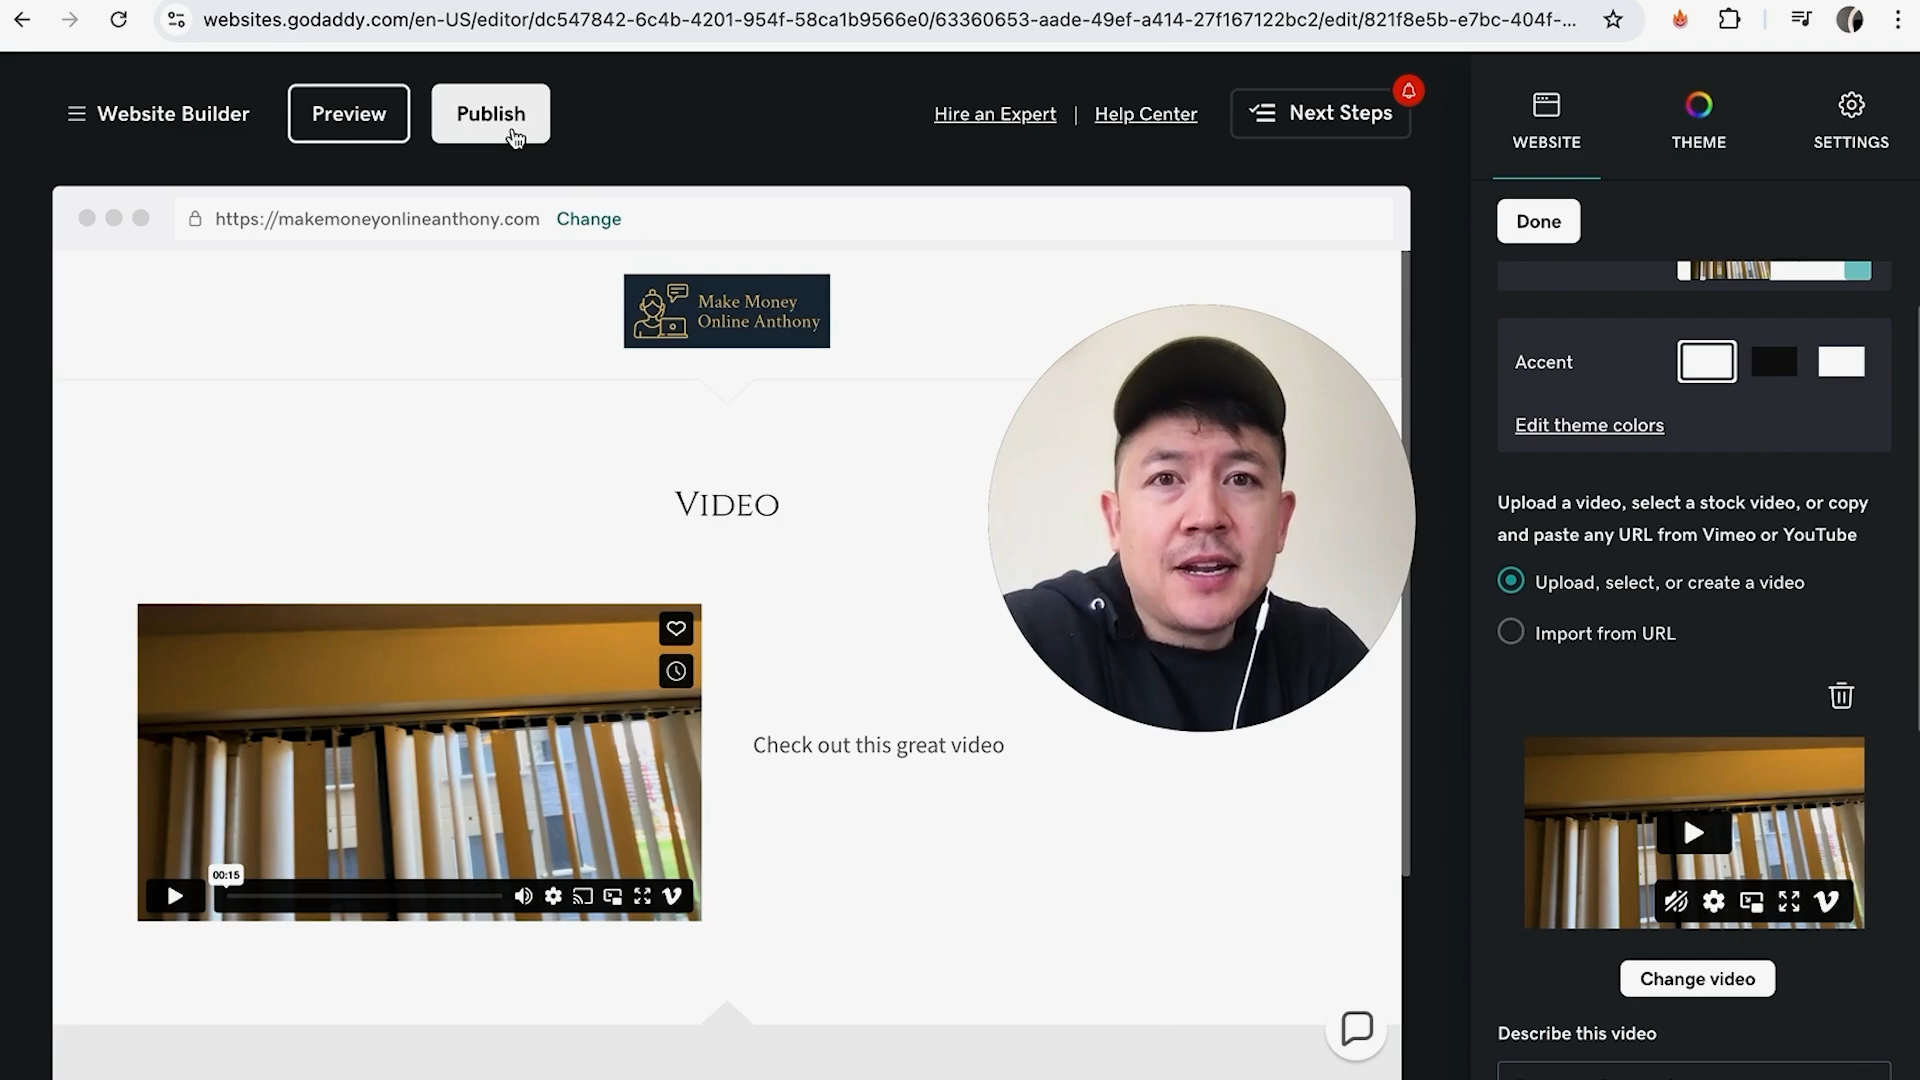 websites.godaddy.com/en-US/editor/dc547842-6c4b-4201-954f-58ca1b9566e0/63360653-aade-49ef-a414-27f167122bc2/edit/821f8e5b-e7bc-404f-...
Website Builder
Preview
Publish
Hire an Expert | Help Center
Next Steps
WEBSITE
THEME
SETTINGS
https://makemoneyonlineanthony.com Change
Done
Make Money
Online Anthony
Accent
Edit theme colors
VIDEO
Upload a video, select a stock video, or copy
and paste any URL from Vimeo or YouTube
Upload, select, or create a video
Import from URL
Check out this great video
00:15
Change video
Describe this video